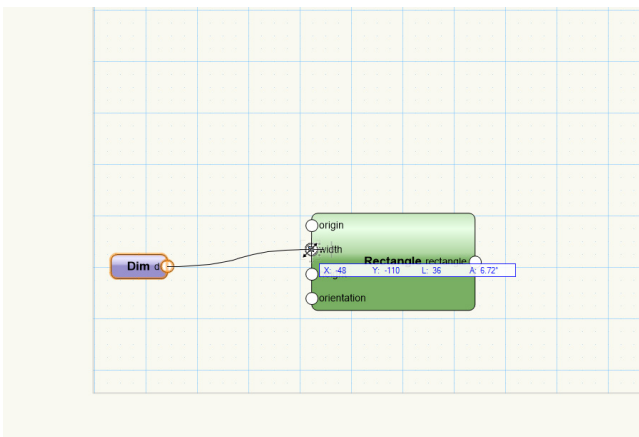 origin
width
Dim d
Rectangle rectangle
X: -48 Y: -110 L: 36 A: 6.72°
orientation